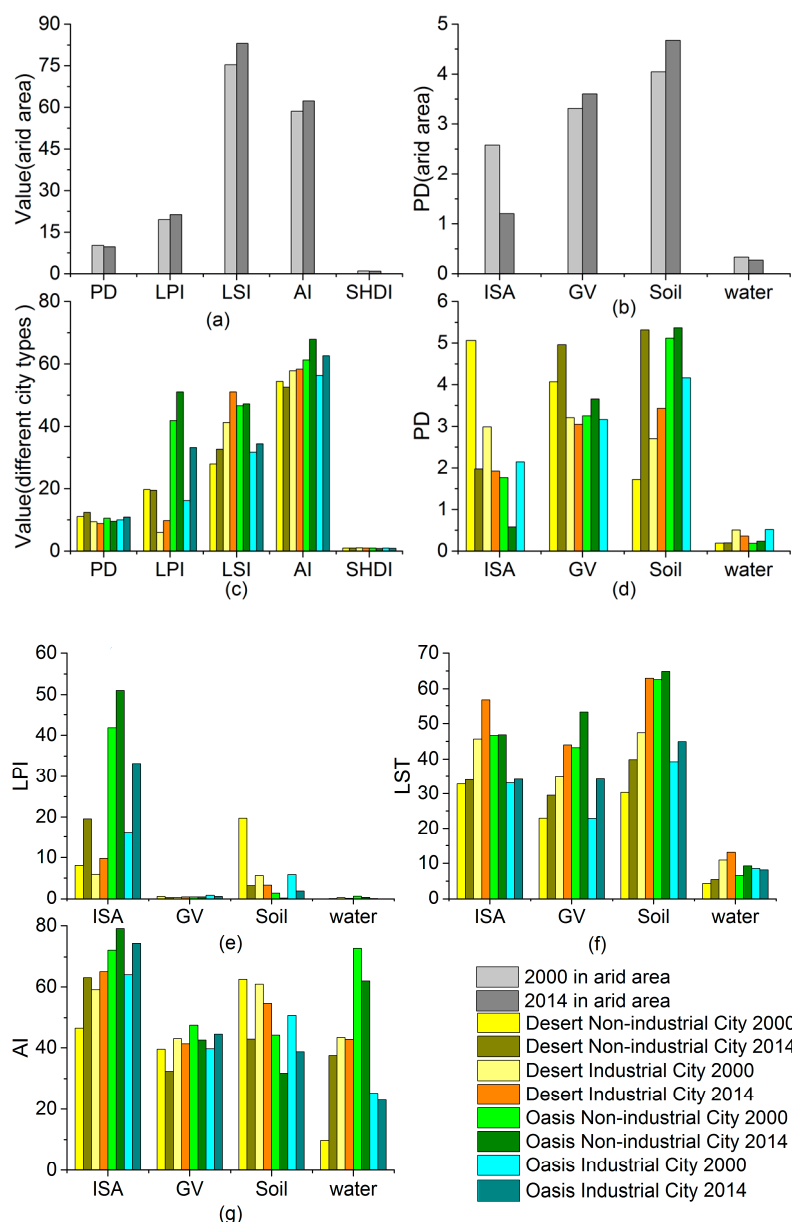 90
75
60
45
30
15
0
Value(arid area)
PD LPI LSI AI SHDI
(a)
5
4
3
2
1
0
PD(arid area)
ISA GV Soil water
(b)
80
60
40
20
0
Value(different city types)
PD LPI LSI AI SHDI
(c)
6
5
4
3
2
1
0
PD
ISA GV Soil water
(d)
60
50
40
30
20
10
0
LPI
ISA GV Soil water
(e)
70
60
50
40
30
20
10
0
LST
ISA GV Soil water
(f)
80
60
40
20
0
AI
ISA GV Soil water
(g)
2000 in arid area
2014 in arid area
Desert Non-industrial City 2000
Desert Non-industrial City 2014
Desert Industrial City 2000
Desert Industrial City 2014
Oasis Non-industrial City 2000
Oasis Non-industrial City 2014
Oasis Industrial City 2000
Oasis Industrial City 2014